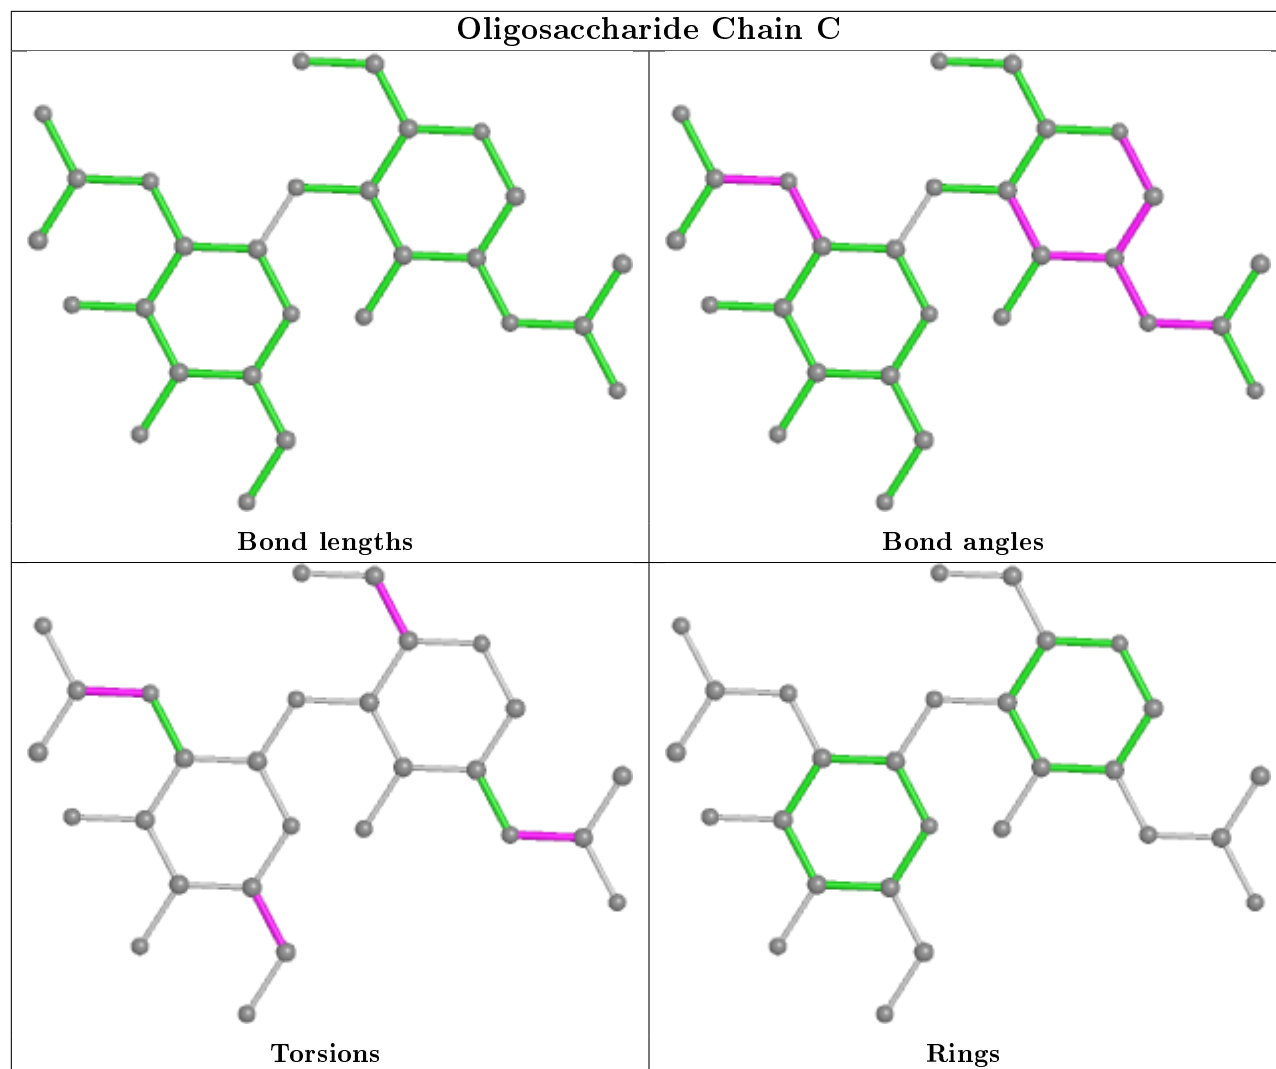 Oligosaccharide Chain C
Bond lengths
Bond angles
Torsions
Rings